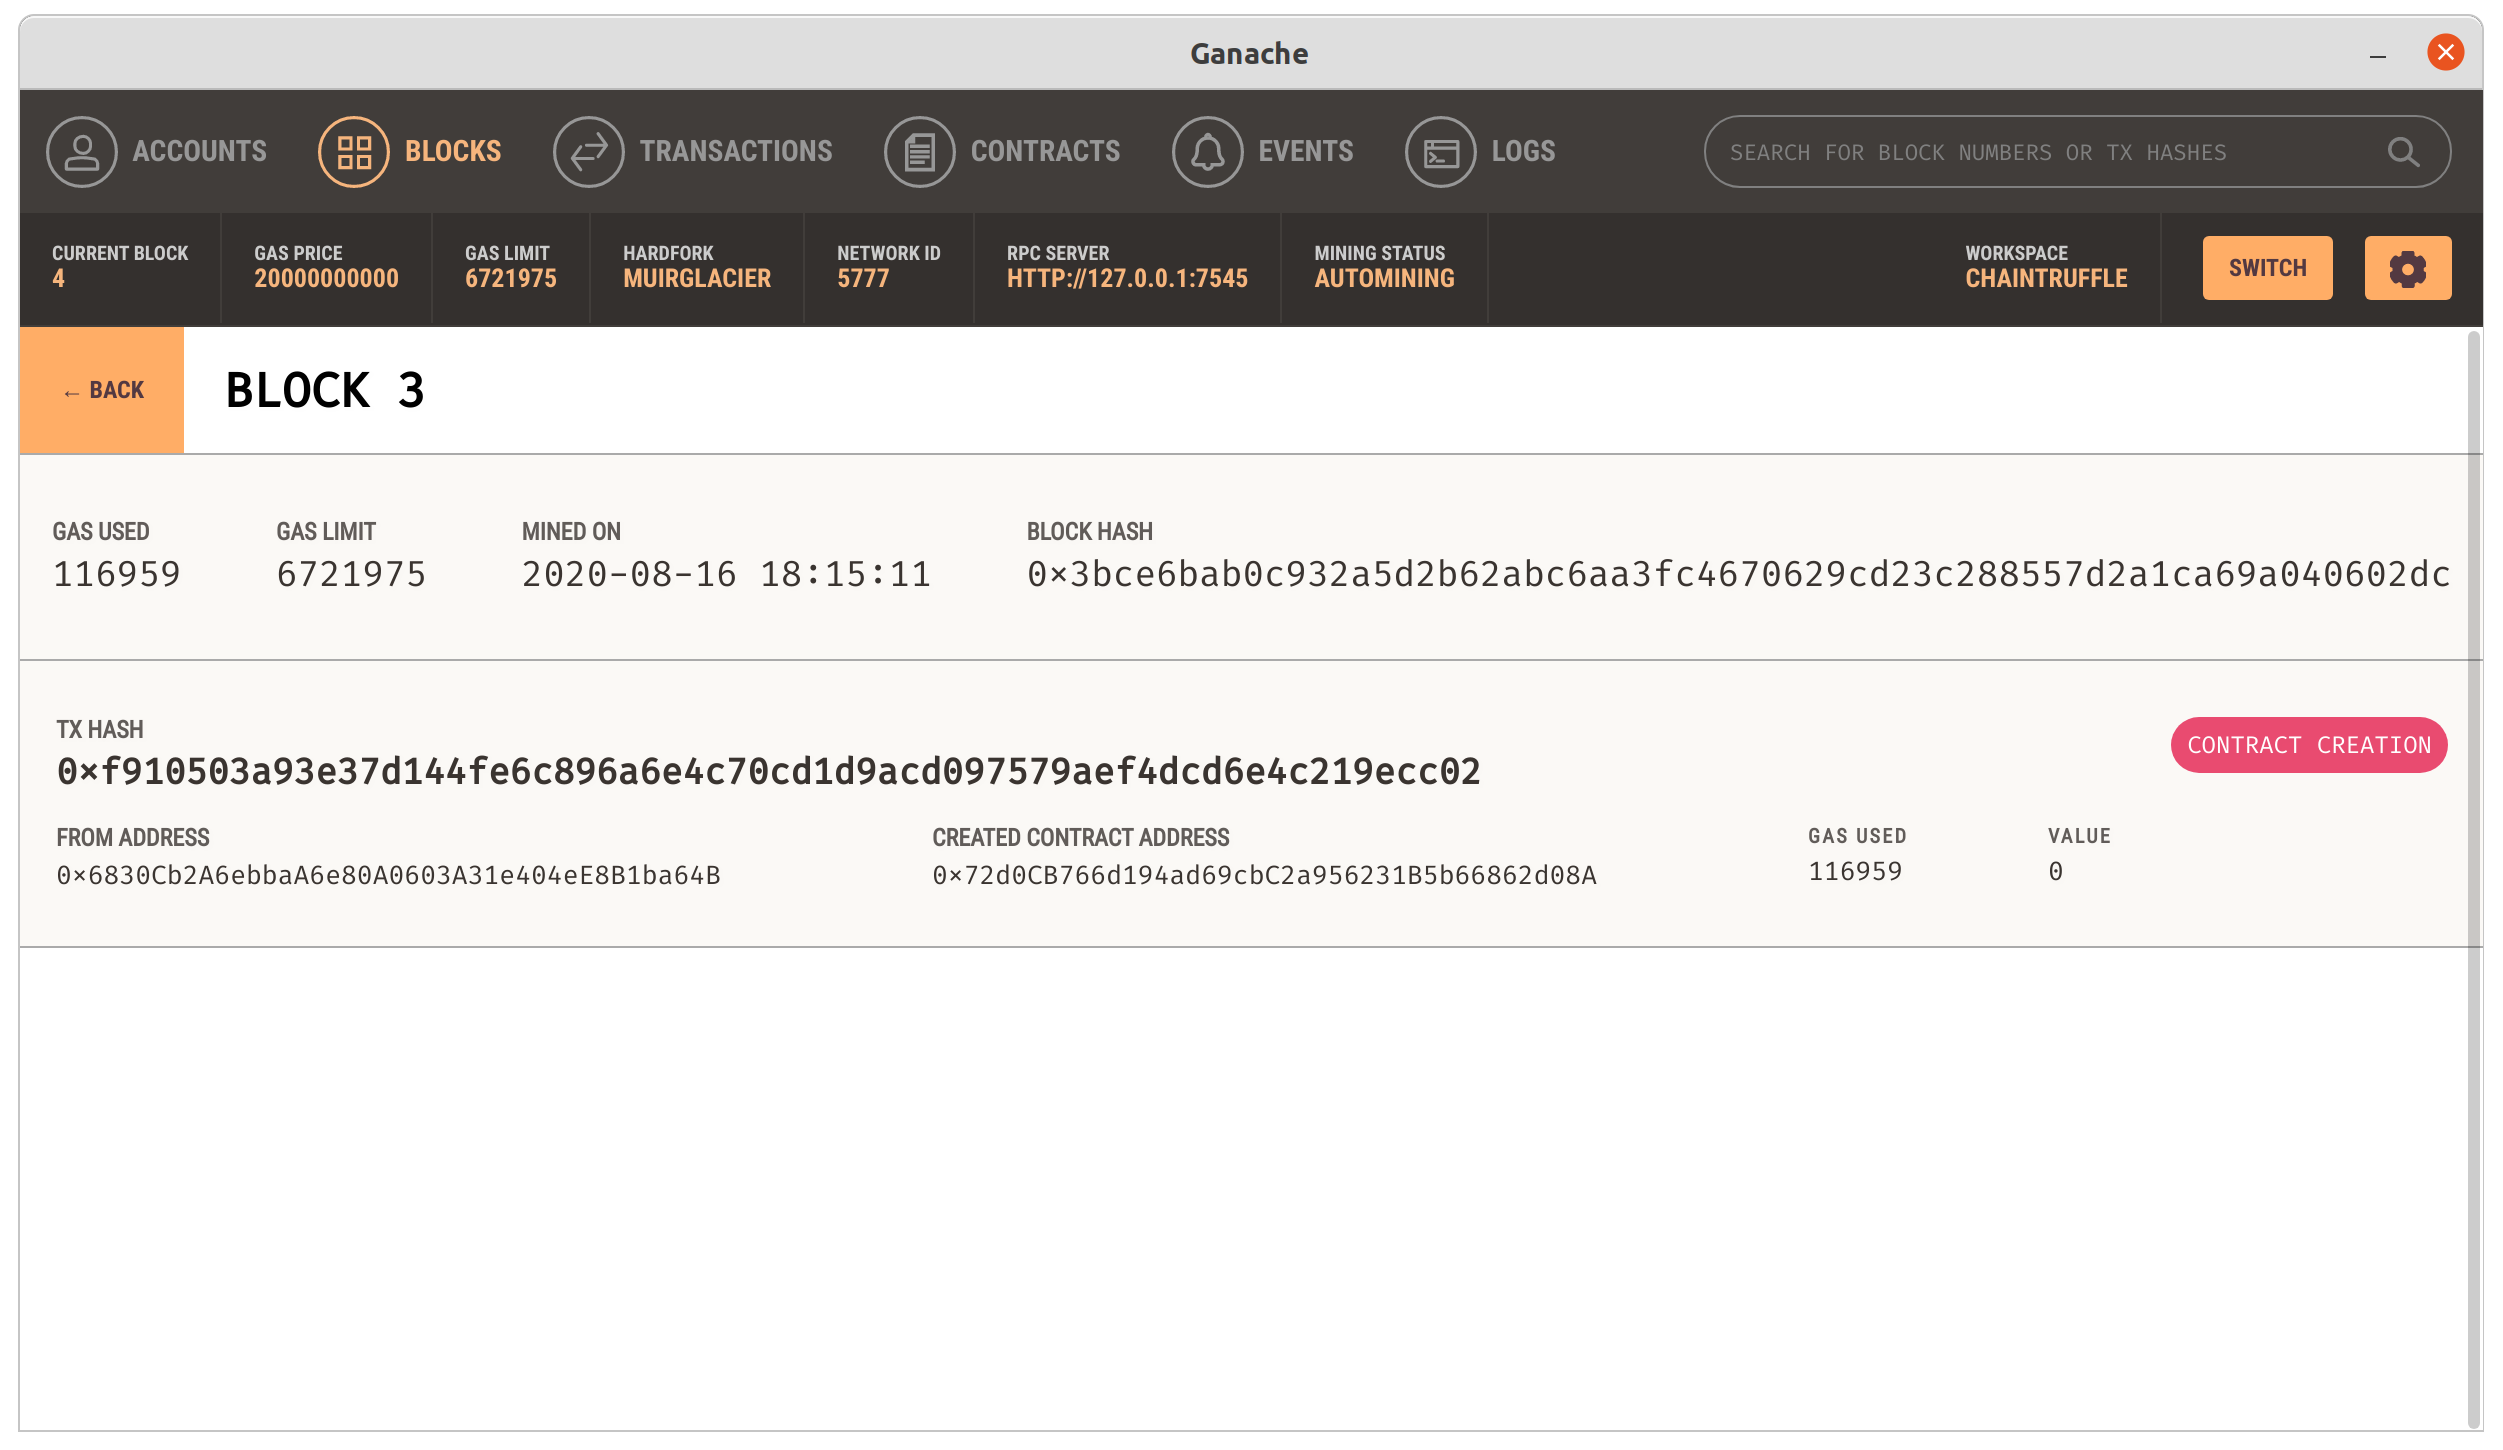 Ganache
ACCOUNTS BLOCKS TRANSACTIONS CONTRACTS EVENTS LOGS SEARCH FOR BLOCK NUMBERS OR TX HASHES
CURRENT BLOCK GAS PRICE GAS LIMIT HARDFORK NETWORK ID RPC SERVER MINING STATUS WORKSPACE
4 20000000000 6721975 MUIRGLACIER 5777 HTTP://127.0.0.1:7545 AUTOMINING CHAINTRUFFLE SWITCH
← BACK BLOCK 3
GAS USED GAS LIMIT MINED ON BLOCK HASH
116959 6721975 2020-08-16 18:15:11 0×3bce6bab0c932a5d2b62abc6aa3fc4670629cd23c288557d2a1ca69a040602dc
TX HASH
0×f910503a93e37d144fe6c896a6e4c70cd1d9acd097579aef4dcd6e4c219ecc02 CONTRACT CREATION
FROM ADDRESS CREATED CONTRACT ADDRESS GAS USED VALUE
0×6830Cb2A6ebbaA6e80A0603A31e404eE8B1ba64B 0×72d0CB766d194ad69cbC2a956231B5b66862d08A 116959 0